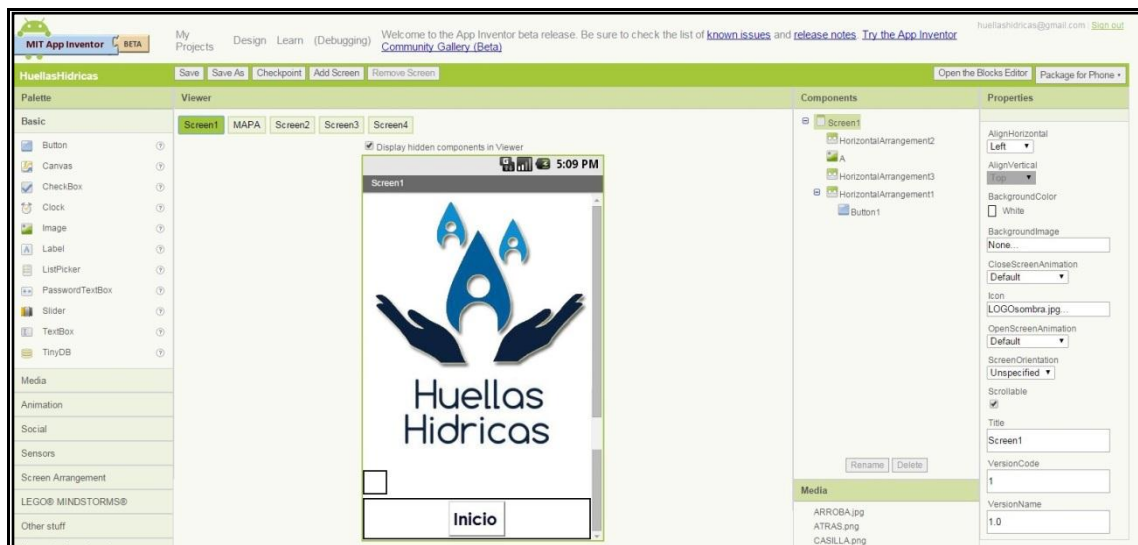 MIT App Inventor BETA
My Projects Design Learn (Debugging)
Welcome to the App Inventor beta release. Be sure to check the list of known issues and release notes. Try the App Inventor
Community Gallery (Beta)
huellashidricas@gmail.com | Sign out
HuellasHidricas
Save Save As Checkpoint Add Screen Remove Screen
Open the Blocks Editor Package for Phone
Palette
Basic
Button
Canvas
CheckBox
Clock
Image
Label
ListPicker
PasswordTextBox
Slider
TextBox
TinyDB
Media
Animation
Social
Sensors
Screen Arrangement
LEGO® MINDSTORMS®
Other stuff
Viewer
Screen1 MAPA Screen2 Screen3 Screen4
Display hidden components in Viewer
5:09 PM
Screen1
Huellas
Hidricas
Inicio
Components
Screen1
HorizontalArrangement2
A
HorizontalArrangement3
HorizontalArrangement1
Button1
Rename Delete
Media
ARROBA.jpg
ATRAS.png
CASILLA.png
Properties
AlignHorizontal
Left
AlignVertical
Top
BackgroundColor
White
BackgroundImage
None...
CloseScreenAnimation
Default
Icon
LOGOsombra.jpg...
OpenScreenAnimation
Default
ScreenOrientation
Unspecified
Scrollable
Title
Screen1
VersionCode
1
VersionName
1.0